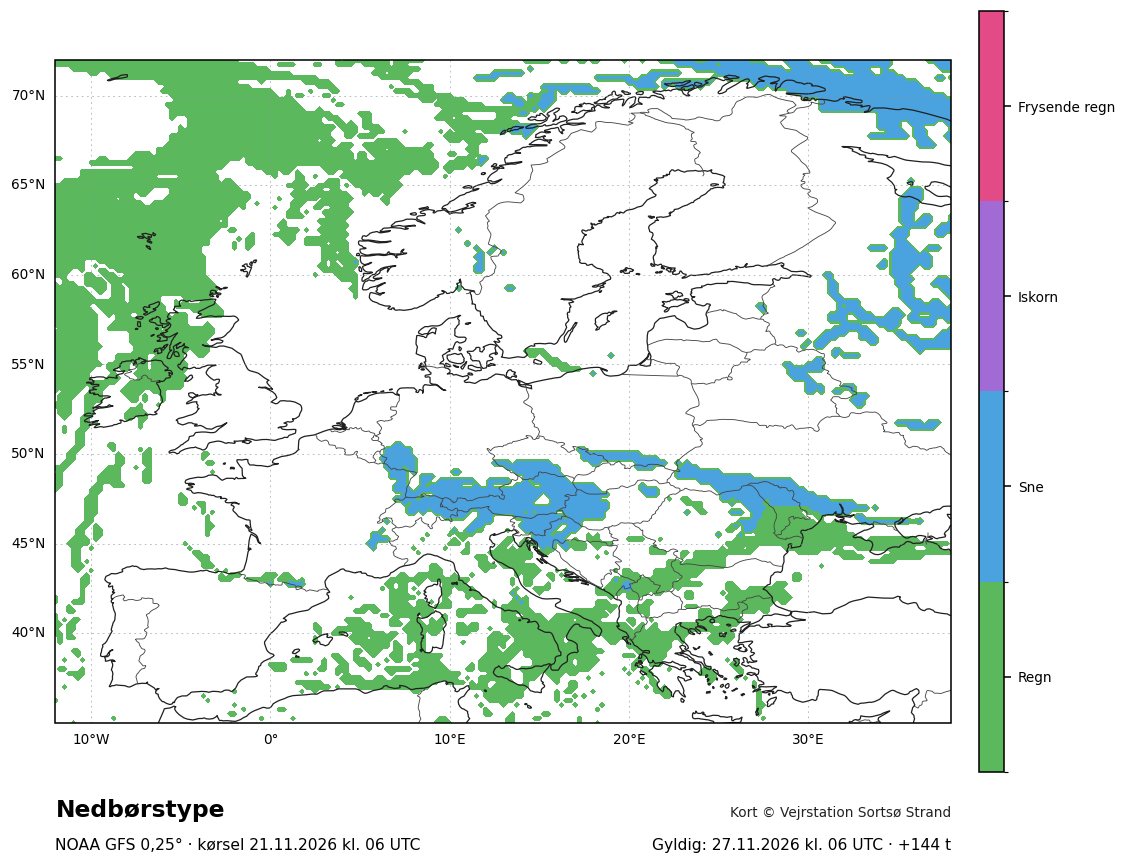 70°N
65°N
60°N
55°N
50°N
45°N
40°N
10°W
0°
10°E
20°E
30°E
Frysende regn
Iskorn
Sne
Regn
Nedbørstype
Kort © Vejrstation Sortsø Strand
NOAA GFS 0,25° · kørsel 21.11.2026 kl. 06 UTC
Gyldig: 27.11.2026 kl. 06 UTC · +144 t